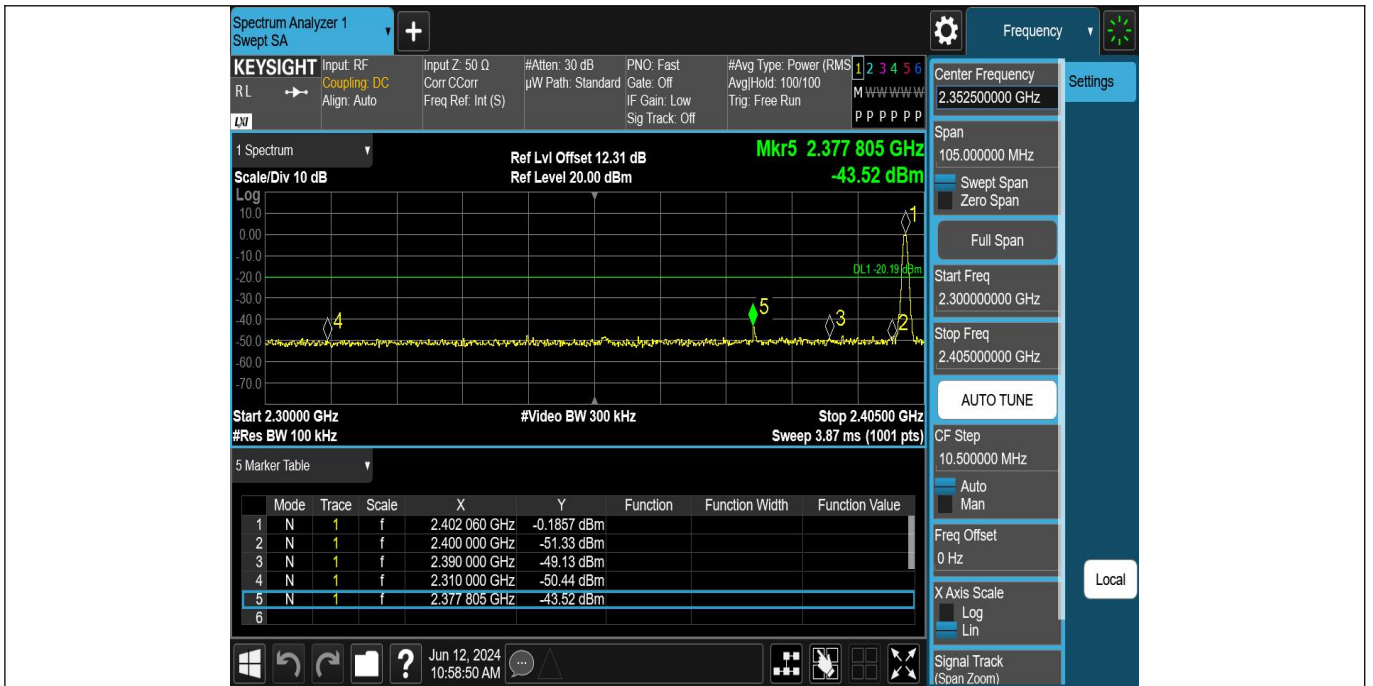 Spectrum Analyzer 1
Swept SA
+
Frequency
KEYSIGHT
RL
LXI
Input: RF
Coupling: DC
Align: Auto
Input Z: 50 Ω
Corr CCorr
Freq Ref: Int (S)
#Atten: 30 dB
µW Path: Standard
PNO: Fast
Gate: Off
IF Gain: Low
Sig Track: Off
#Avg Type: Power (RMS
Avg|Hold: 100/100
Trig: Free Run
1 2 3 4 5 6
M W W W W W
P P P P P P
1 Spectrum
Scale/Div 10 dB
Ref Lvl Offset 12.31 dB
Ref Level 20.00 dBm
Mkr5 2.377 805 GHz
-43.52 dBm
Log
10.0
0.00
-10.0
-20.0
-30.0
-40.0
-50.0
-60.0
-70.0
1
DL1 -20.19 dBm
4
5
3
2
Start 2.30000 GHz
#Video BW 300 kHz
Stop 2.40500 GHz
#Res BW 100 kHz
Sweep 3.87 ms (1001 pts)
5 Marker Table
Mode Trace Scale X Y Function Function Width Function Value
1 N 1 f 2.402 060 GHz -0.1857 dBm
2 N 1 f 2.400 000 GHz -51.33 dBm
3 N 1 f 2.390 000 GHz -49.13 dBm
4 N 1 f 2.310 000 GHz -50.44 dBm
5 N 1 f 2.377 805 GHz -43.52 dBm
6
?
Jun 12, 2024
10:58:50 AM
Center Frequency
2.352500000 GHz
Settings
Span
105.000000 MHz
Swept Span
Zero Span
Full Span
Start Freq
2.300000000 GHz
Stop Freq
2.405000000 GHz
AUTO TUNE
CF Step
10.500000 MHz
Auto
Man
Freq Offset
0 Hz
Local
X Axis Scale
Log
Lin
Signal Track
(Span Zoom)